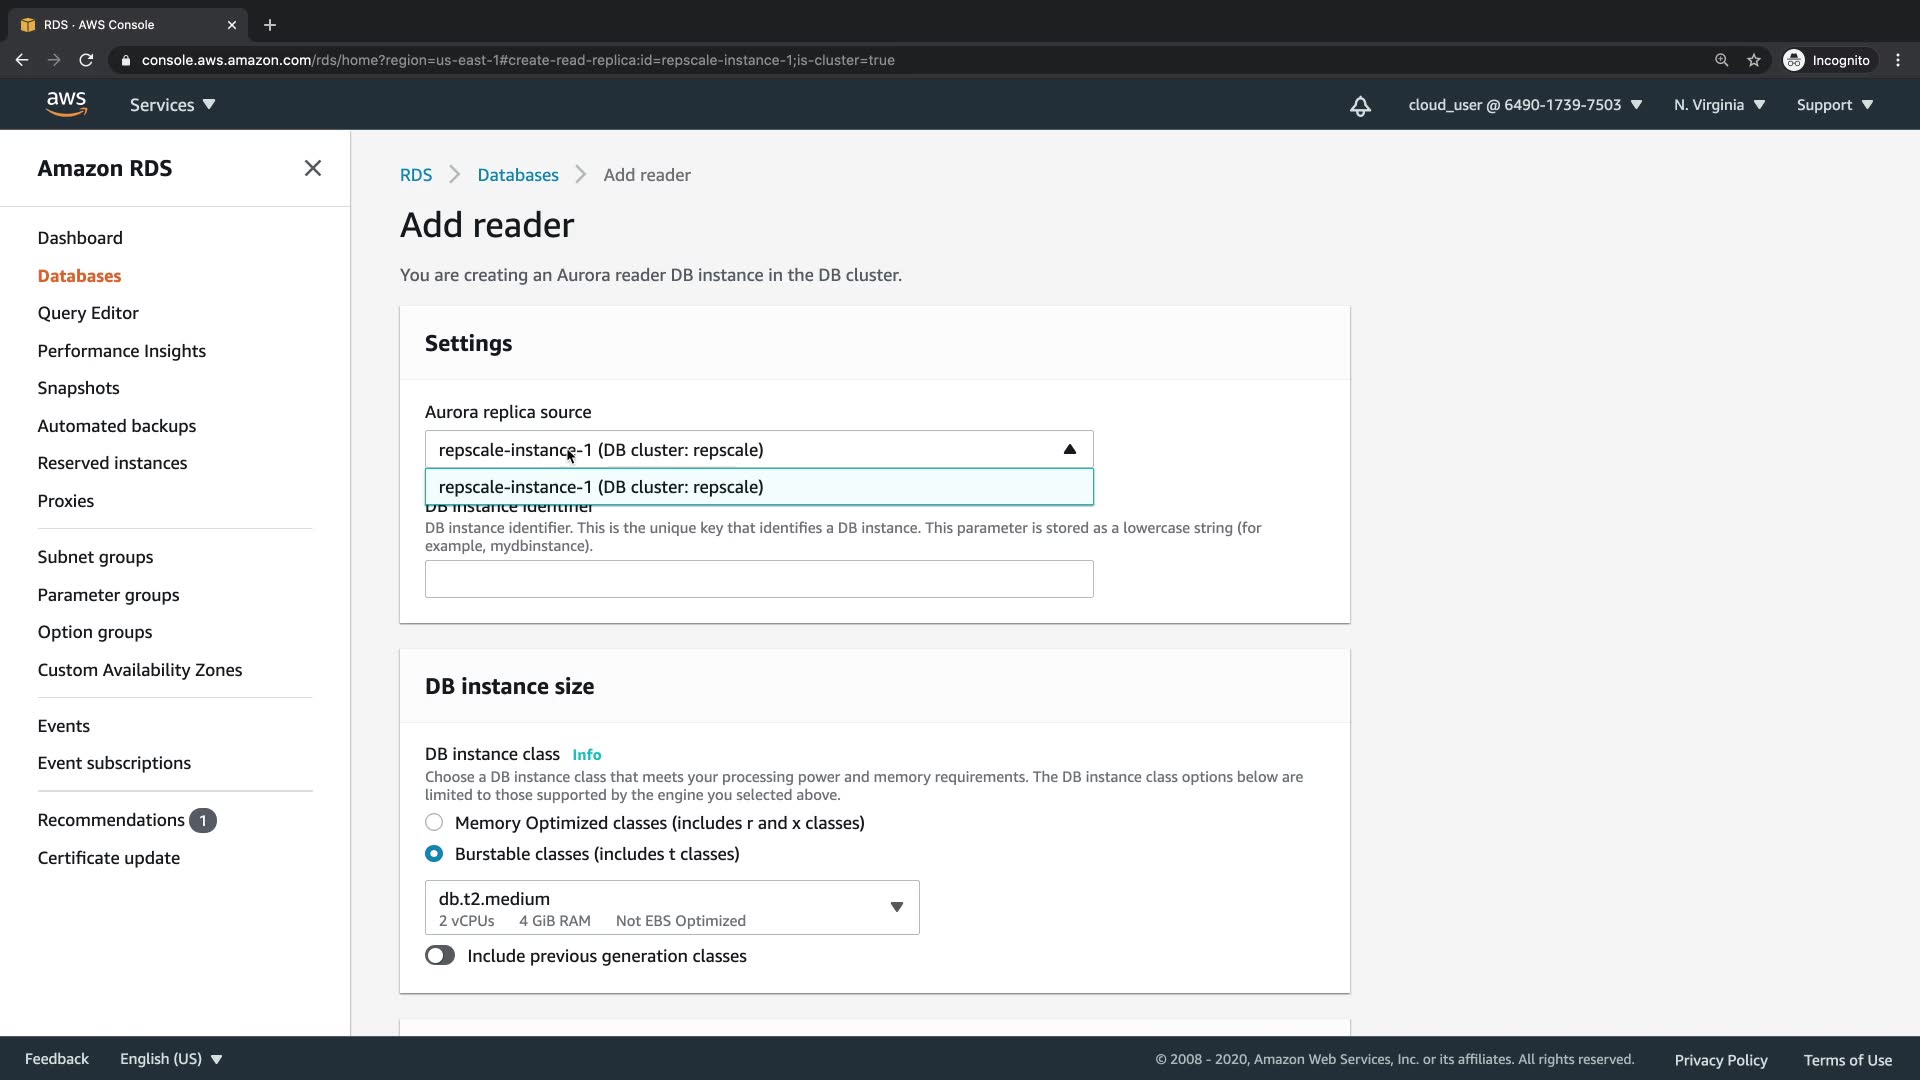 RDS · AWS Console
console.aws.amazon.com/rds/home?region=us-east-1#create-read-replica:id=repscale-instance-1;is-cluster=true
Incognito
aws
Services
cloud_user @ 6490-1739-7503
N. Virginia
Support
Amazon RDS
Dashboard
Databases
Query Editor
Performance Insights
Snapshots
Automated backups
Reserved instances
Proxies
Subnet groups
Parameter groups
Option groups
Custom Availability Zones
Events
Event subscriptions
Recommendations 1
Certificate update
RDS > Databases > Add reader
Add reader
You are creating an Aurora reader DB instance in the DB cluster.
Settings
Aurora replica source
repscale-instance-1 (DB cluster: repscale)
repscale-instance-1 (DB cluster: repscale)
DB instance identifier
DB instance identifier. This is the unique key that identifies a DB instance. This parameter is stored as a lowercase string (for
example, mydbinstance).
DB instance size
DB instance class Info
Choose a DB instance class that meets your processing power and memory requirements. The DB instance class options below are
limited to those supported by the engine you selected above.
Memory Optimized classes (includes r and x classes)
Burstable classes (includes t classes)
db.t2.medium
2 vCPUs 4 GiB RAM Not EBS Optimized
Include previous generation classes
Feedback
English (US)
© 2008 - 2020, Amazon Web Services, Inc. or its affiliates. All rights reserved.
Privacy Policy
Terms of Use